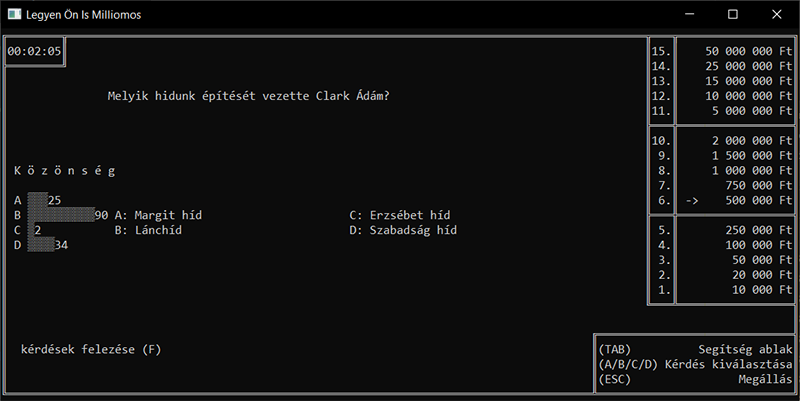 Legyen Ön Is Milliomos
00:02:05
Melyik hidunk építését vezette Clark Ádám?
K ö z ö n s é g
A 25
B 90 A: Margit híd C: Erzsébet híd
C 2 B: Lánchíd D: Szabadság híd
D 34
kérdések felezése (F)
15. 50 000 000 Ft
14. 25 000 000 Ft
13. 15 000 000 Ft
12. 10 000 000 Ft
11. 5 000 000 Ft
10. 2 000 000 Ft
9. 1 500 000 Ft
8. 1 000 000 Ft
7. 750 000 Ft
6. -> 500 000 Ft
5. 250 000 Ft
4. 100 000 Ft
3. 50 000 Ft
2. 20 000 Ft
1. 10 000 Ft
(TAB) Segítség ablak
(A/B/C/D) Kérdés kiválasztása
(ESC) Megállás